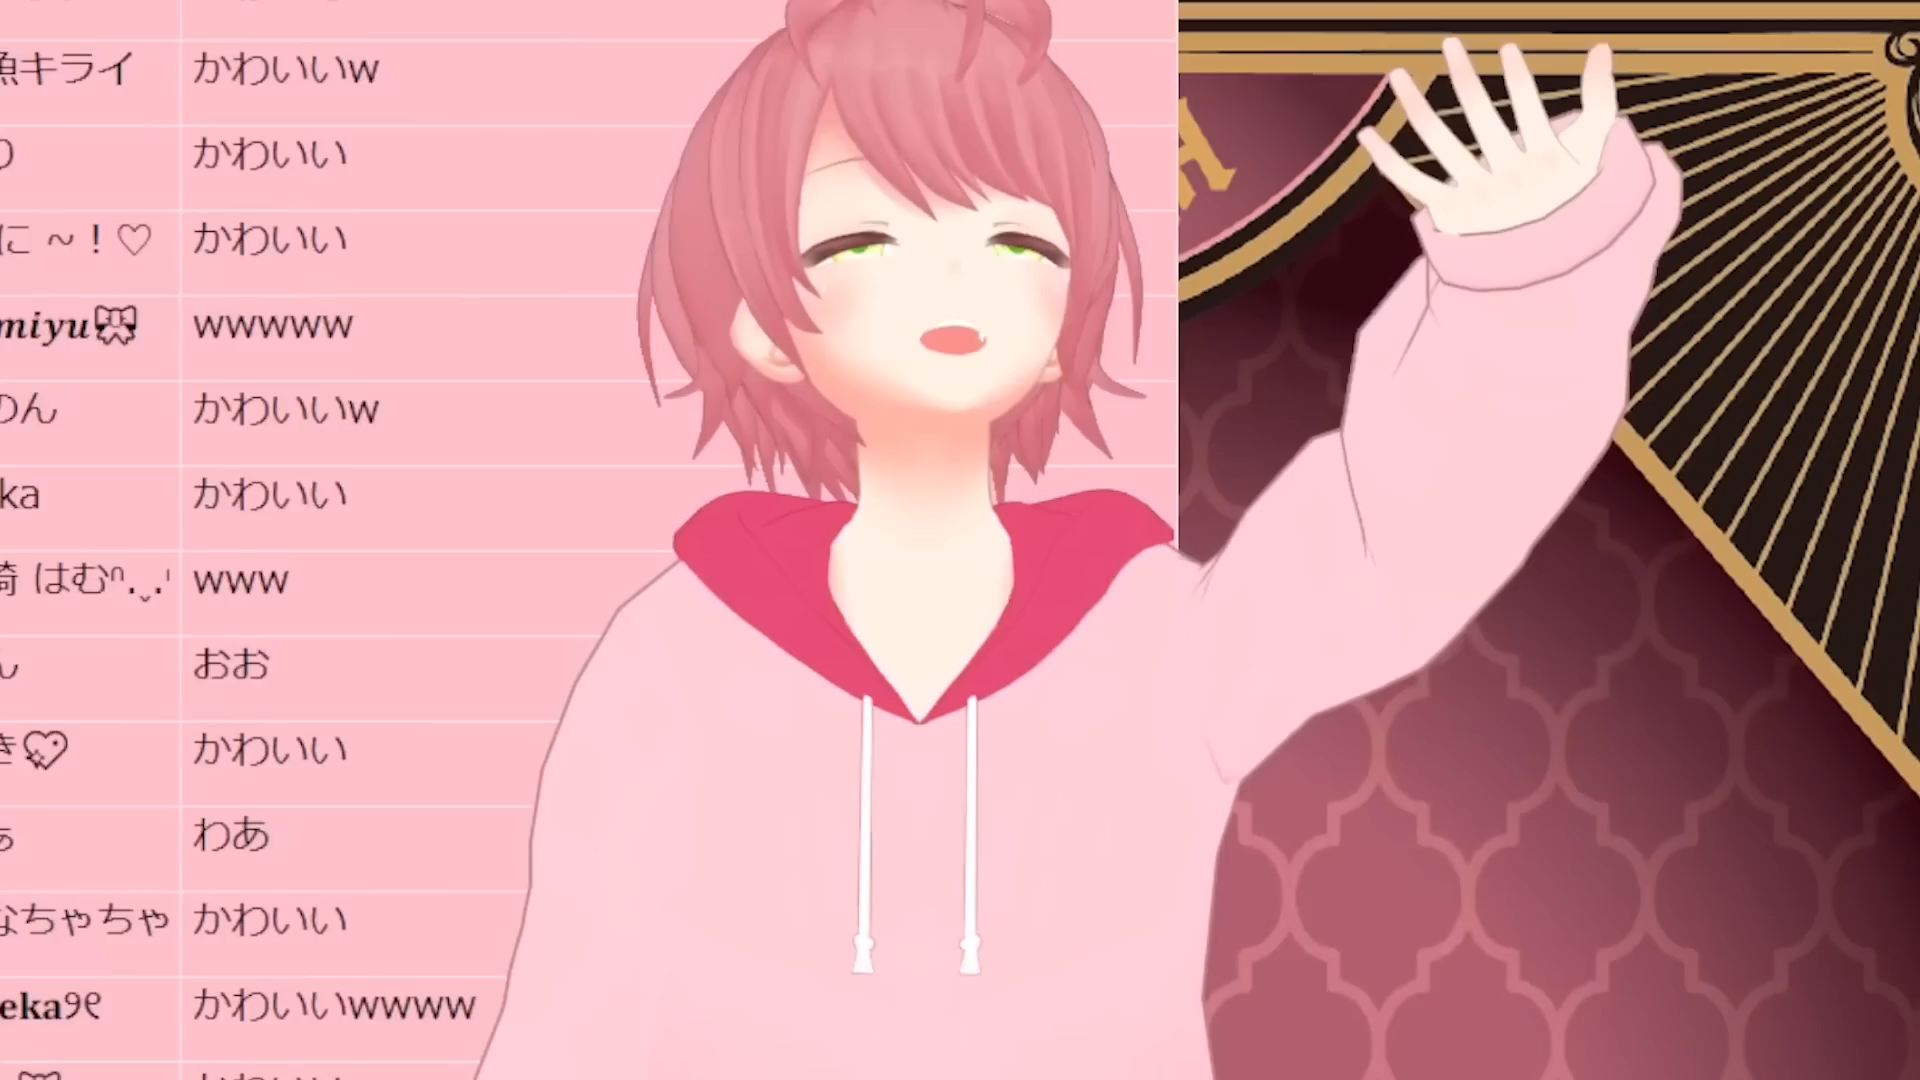 魚キライ かわいいw
り かわいい
に ~ ! ♡ かわいい
miyu wwwww
のん かわいいw
ka かわいい
崎 はむ www
ん おお
き かわいい
ぁ わあ
なちゃちゃ かわいい
eka୨୧ かわいいwwww
H